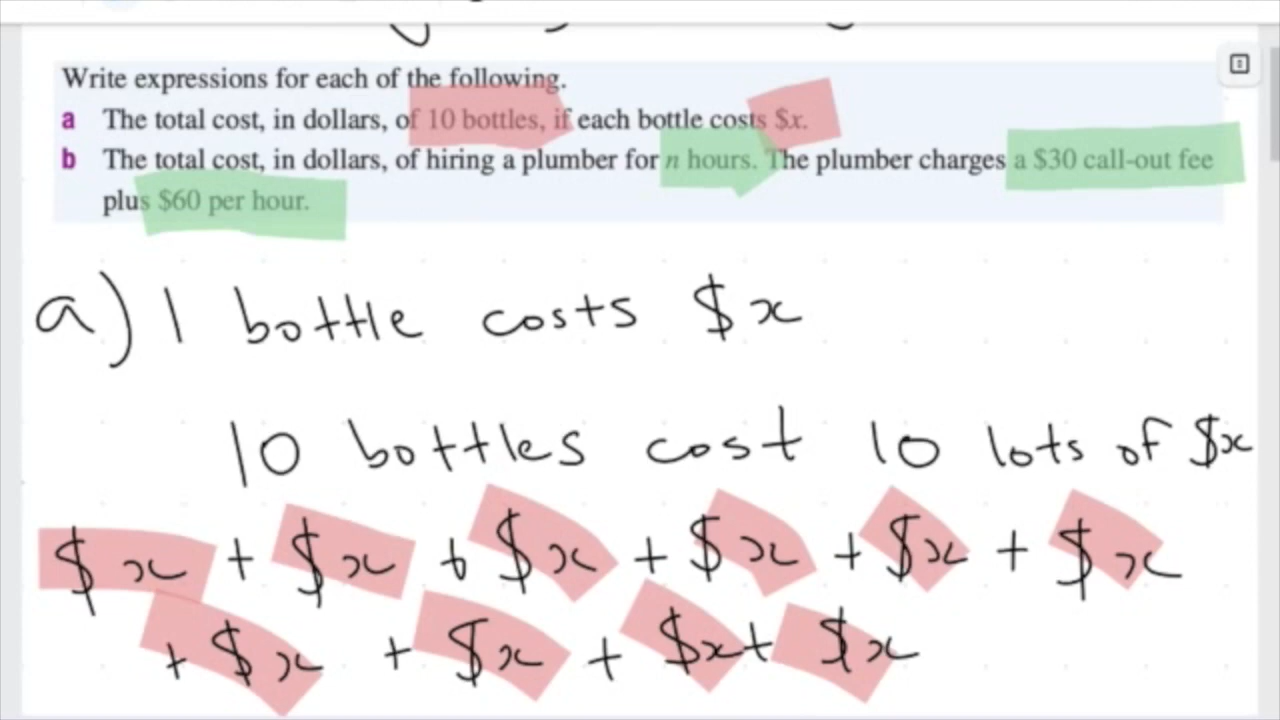 Write expressions for each of the following.
a The total cost, in dollars, of 10 bottles, if each bottle costs $x.
b The total cost, in dollars, of hiring a plumber for n hours. The plumber charges a $30 call-out fee
plus $60 per hour.
a) 1 bottle costs $x
10 bottles cost 10 lots of $x
$x + $x + $x + $x + $x + $x
+ $x + $x + $x + $x